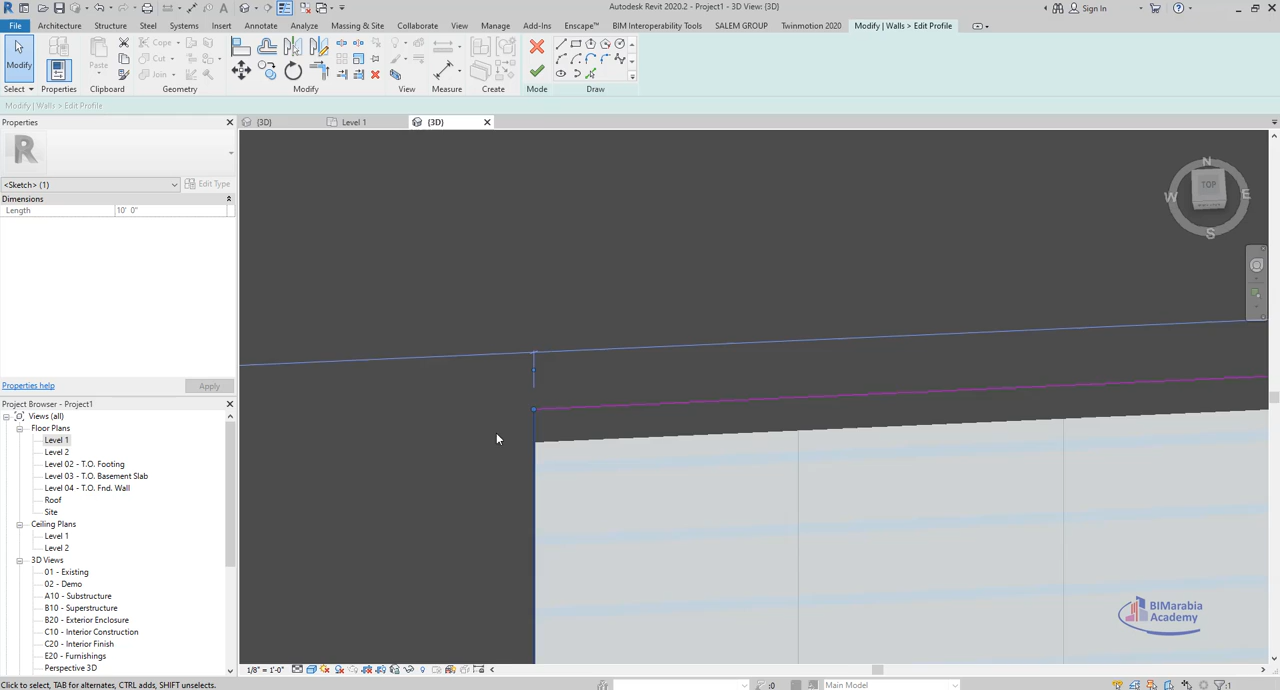 Autodesk Revit 2020.2 - Project1 - 3D View: {3D}
Sign In
File Architecture Structure Steel Systems Insert Annotate Analyze Massing & Site Collaborate View Manage Add-Ins Enscape™ BIM Interoperability Tools SALEM GROUP Twinmotion 2020 Modify | Walls > Edit Profile
Modify Paste Cope Cut Join
Select Properties Clipboard Geometry Modify View Measure Create Mode Draw
Modify | Walls > Edit Profile
Properties
{3D} Level 1 {3D}
R
<Sketch> (1) Edit Type
Dimensions
Length 10' 0"
Properties help Apply
Project Browser - Project1
Views (all)
Floor Plans
Level 1
Level 2
Level 02 - T.O. Footing
Level 03 - T.O. Basement Slab
Level 04 - T.O. Fnd. Wall
Roof
Site
Ceiling Plans
Level 1
Level 2
3D Views
01 - Existing
02 - Demo
A10 - Substructure
B10 - Superstructure
B20 - Exterior Enclosure
C10 - Interior Construction
C20 - Interior Finish
E20 - Furnishings
Perspective 3D
N
W TOP E
S
BIMarabia
Academy
1/8" = 1'-0"
Click to select, TAB for alternates, CTRL adds, SHIFT unselects.
:0 Main Model :1